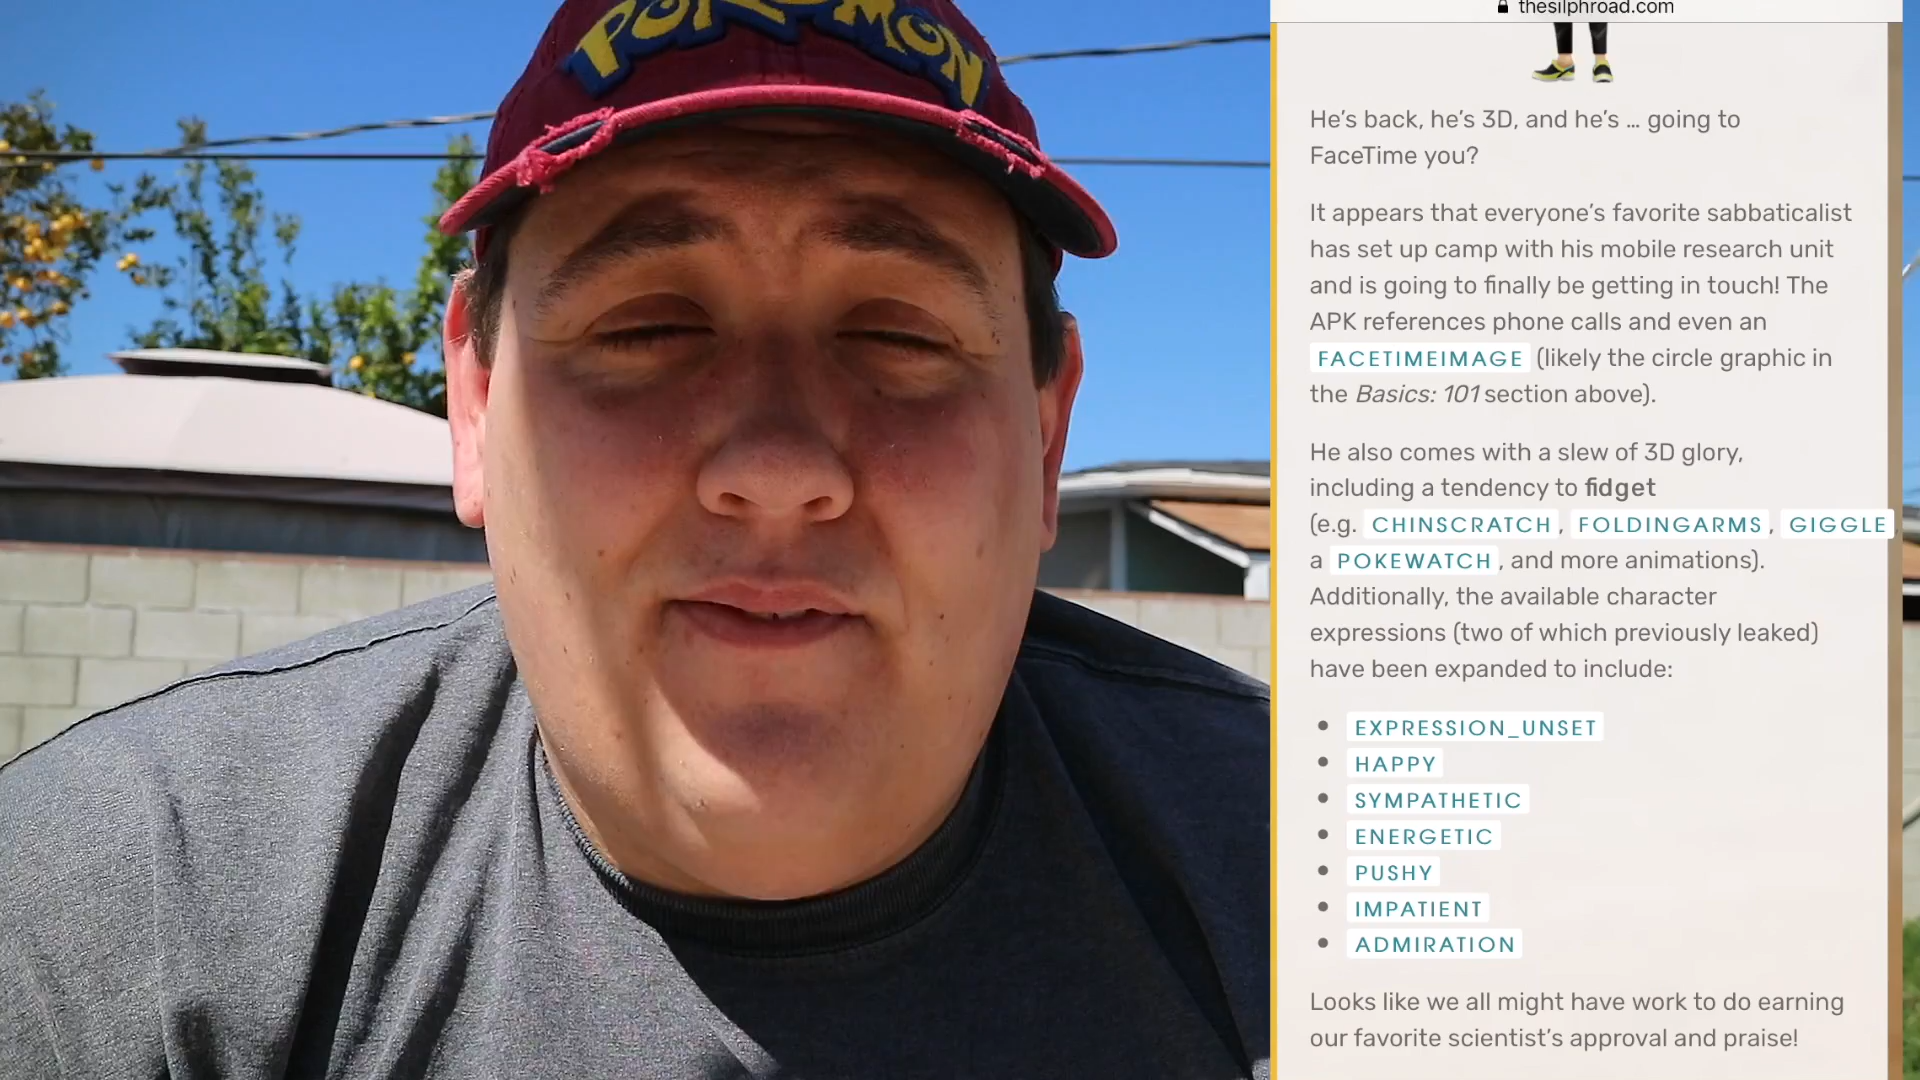 POKéMON
thesilphroad.com
He's back, he's 3D, and he's ... going to
FaceTime you?
It appears that everyone's favorite sabbaticalist
has set up camp with his mobile research unit
and is going to finally be getting in touch! The
APK references phone calls and even an
FACETIMEIMAGE (likely the circle graphic in
the Basics: 101 section above).
He also comes with a slew of 3D glory,
including a tendency to fidget
(e.g. CHINSCRATCH, FOLDINGARMS, GIGGLE
a POKEWATCH, and more animations).
Additionally, the available character
expressions (two of which previously leaked)
have been expanded to include:
• EXPRESSION_UNSET
• HAPPY
• SYMPATHETIC
• ENERGETIC
• PUSHY
• IMPATIENT
• ADMIRATION
Looks like we all might have work to do earning
our favorite scientist's approval and praise!